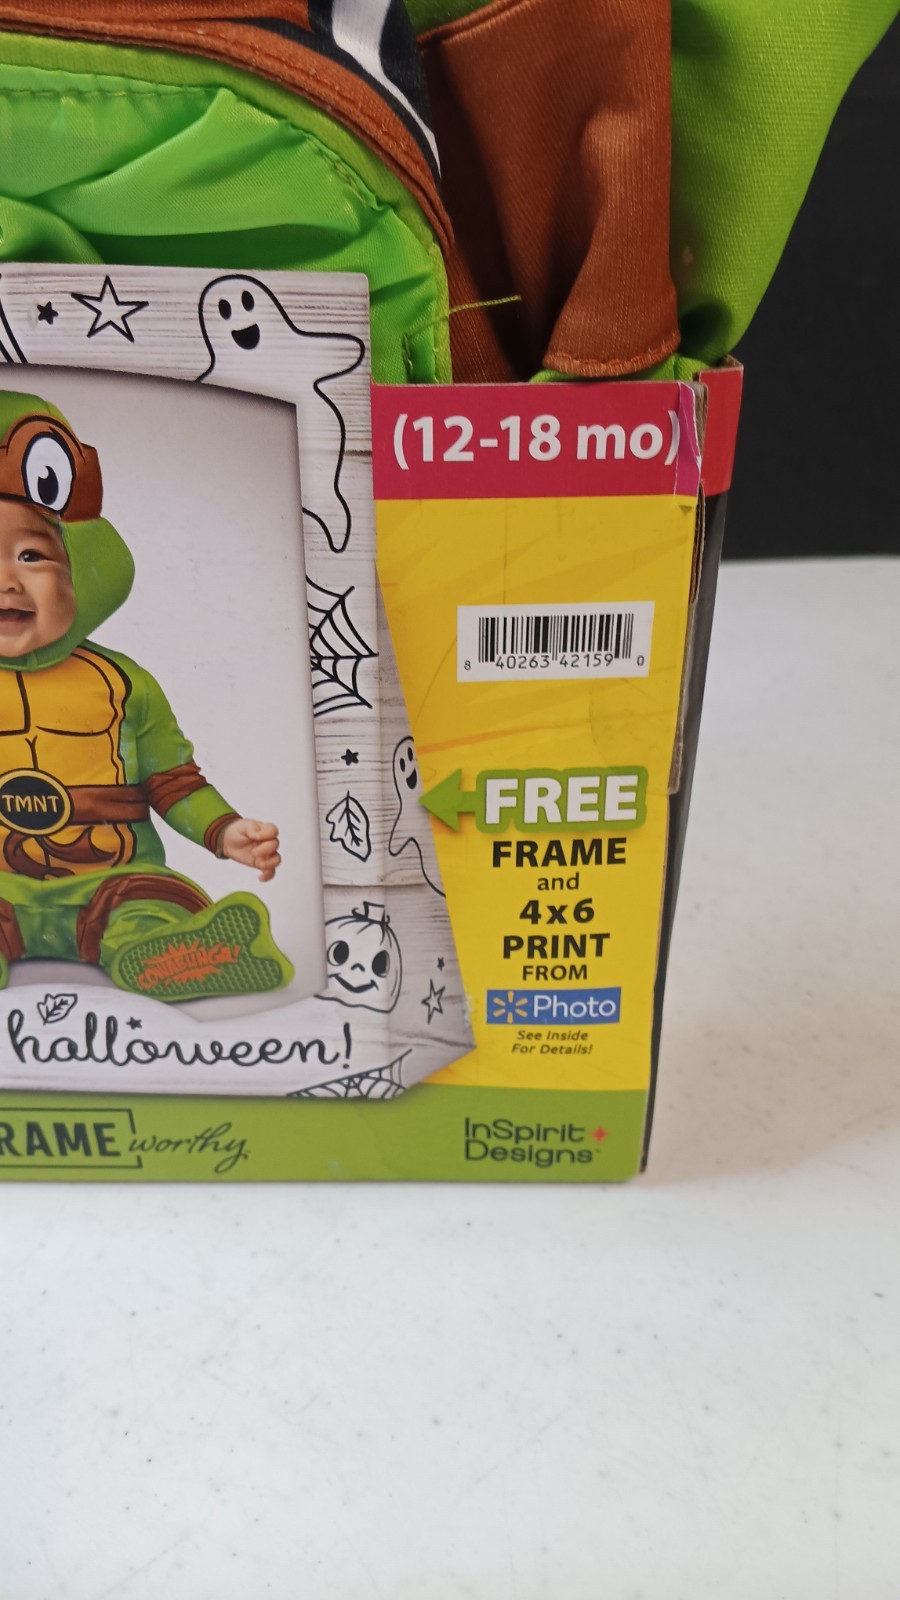 (12-18 mo)
8 40263 42159 0
TMNT
FREE
FRAME
and
4x6
PRINT
FROM
Photo
See Inside
For Details!
COWABUNGA!
halloween!
RAME worthy.
InSpirit
Designs